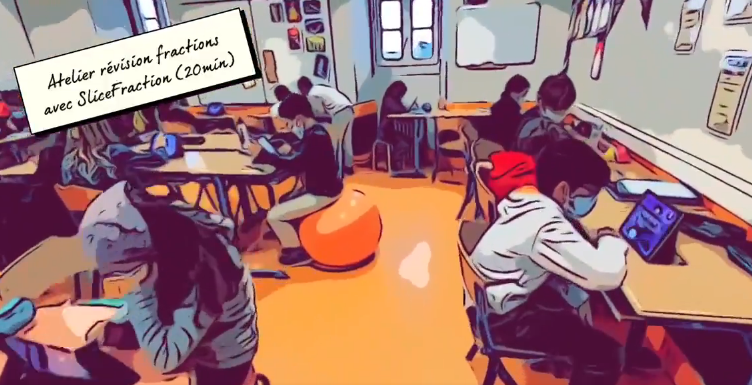 Atelier révision fractions
avec SliceFraction (20min)